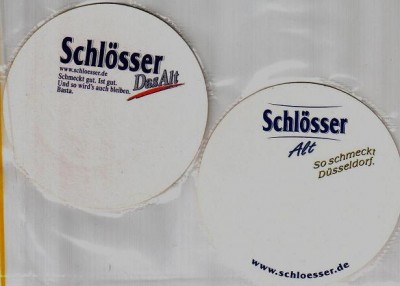 Schlösser
www.schloesser.de
Das Alt
Schmeckt gut. Ist gut.
Und so wird's auch bleiben.
Basta.
Schlösser
Alt
So schmeckt
Düsseldorf.
www.schloesser.de